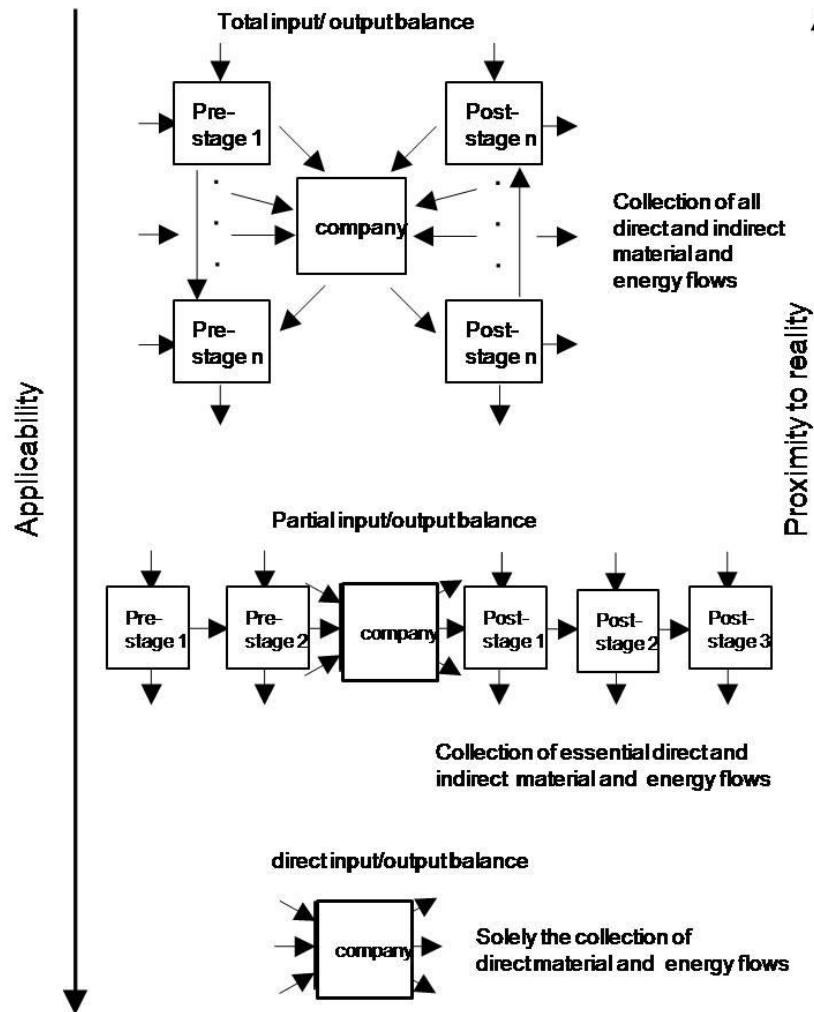 Total input/ output balance
Pre-
stage 1
Post-
stage n
company
Collection of all
direct and indirect
material and
energy flows
Pre-
stage n
Post-
stage n
Applicability
Proximity to reality
Partial input/output balance
Pre-
stage 1
Pre-
stage 2
company
Post-
stage 1
Post-
stage 2
Post-
stage 3
Collection of essential direct and
indirect material and energy flows
direct input/output balance
company
Solely the collection of
direct material and energy flows